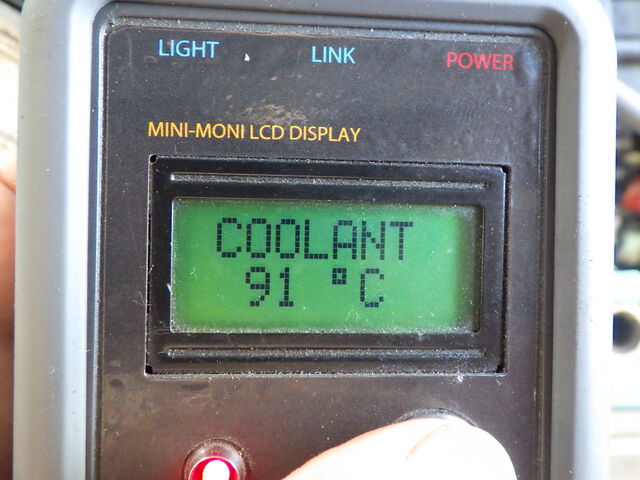 LIGHT LINK POWER
MINI-MONI LCD DISPLAY
COOLANT
91 °C